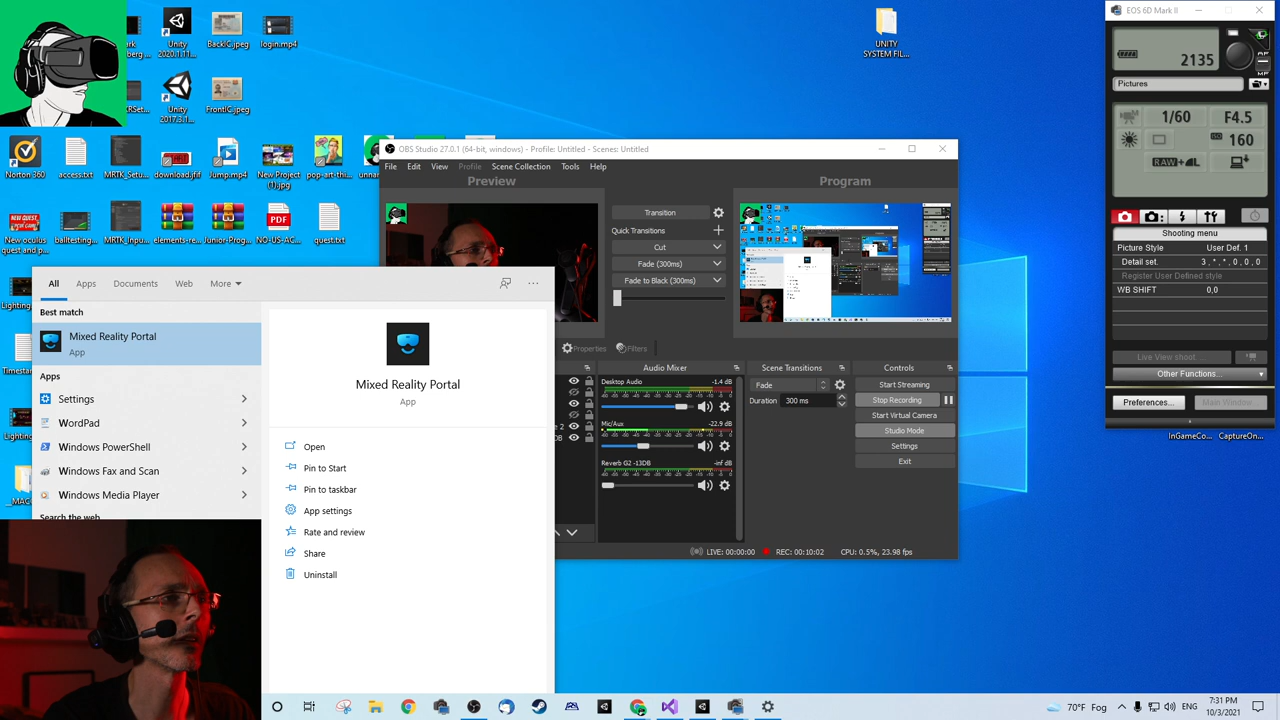 Unity
2020.1.11...
BackIC.jpeg
login.mp4
UNITY
SYSTEM FIL...
Unity
2017.3.1...
FrontIC.jpeg
Norton 360
access.txt
MRTK_Setu...
download.jfif
Jump.mp4
New Project
(1).jpg
pop-art-thi...
New oculus
quest and p...
balltesting...
MRTK_Inpu...
elements-re...
Junior-Prog...
NO-US-AC...
quest.txt
OBS Studio 27.0.1 (64-bit, windows) - Profile: Untitled - Scenes: Untitled
File
Edit
View
Profile
Scene Collection
Tools
Help
Preview
Program
Transition
Quick Transitions
Cut
Fade (300ms)
Fade to Black (300ms)
Properties
Filters
Audio Mixer
Scene Transitions
Controls
Desktop Audio
-1.4 dB
Mic/Aux
-22.9 dB
Reverb G2 -13DB
-inf dB
Fade
Duration
300 ms
Start Streaming
Stop Recording
Start Virtual Camera
Studio Mode
Settings
Exit
LIVE: 00:00:00
REC: 00:10:02
CPU: 0.5%, 23.98 fps
All
Apps
Documents
Web
More
Best match
Mixed Reality Portal
App
Apps
Settings
WordPad
Windows PowerShell
Windows Fax and Scan
Windows Media Player
Search the web
Mixed Reality Portal
App
Open
Pin to Start
Pin to taskbar
App settings
Rate and review
Share
Uninstall
EOS 6D Mark II
2135
Pictures
1/60
F4.5
ISO
160
RAW+L
Shooting menu
Picture Style
User Def. 1
Detail set.
3 , * , * , 0 , 0 , 0
Register User Defined style
WB SHIFT
0,0
Live View shoot. ...
Other Functions...
Preferences...
Main Window...
InGameCo...
CaptureOn...
70°F Fog
ENG
7:31 PM
10/3/2021